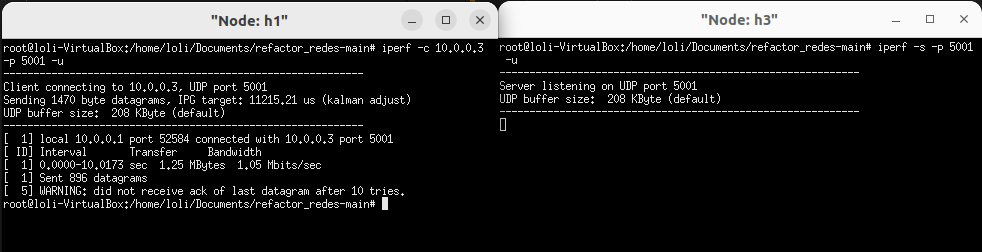 "Node: h1"
root@loli-VirtualBox:/home/loli/Documents/refactor_redes-main# iperf -c 10.0.0.3
-p 5001 -u
------------------------------------------------------------
Client connecting to 10.0.0.3, UDP port 5001
Sending 1470 byte datagrams, IPG target: 11215.21 us (kalman adjust)
UDP buffer size:  208 KByte (default)
------------------------------------------------------------
[  1] local 10.0.0.1 port 52584 connected with 10.0.0.3 port 5001
[ ID] Interval       Transfer     Bandwidth
[  1] 0.0000-10.0173 sec  1.25 MBytes  1.05 Mbits/sec
[  1] Sent 896 datagrams
[  5] WARNING: did not receive ack of last datagram after 10 tries.
root@loli-VirtualBox:/home/loli/Documents/refactor_redes-main#
"Node: h3"
root@loli-VirtualBox:/home/loli/Documents/refactor_redes-main# iperf -s -p 5001
-u
------------------------------------------------------------
Server listening on UDP port 5001
UDP buffer size:  208 KByte (default)
------------------------------------------------------------